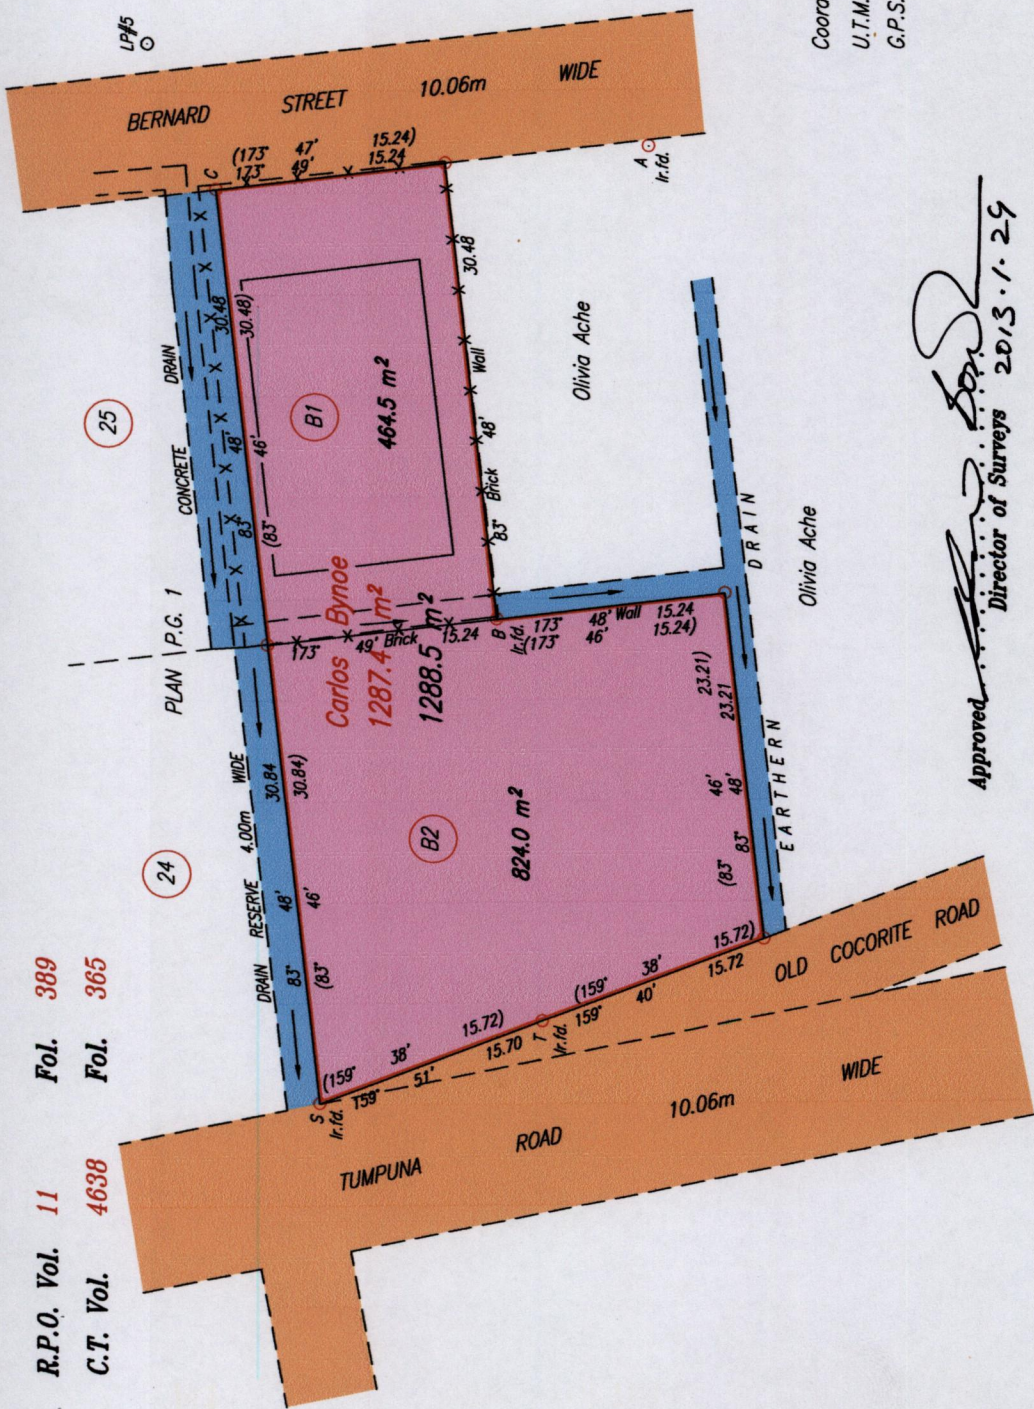 R.P.O. Vol. 11 Fol. 389
C.T. Vol. 4638 Fol. 365
24
25
PLAN P.G. 1
DRAIN RESERVE 4.00m WIDE
CONCRETE DRAIN
LP#5
BERNARD STREET 10.06m WIDE
C
(173° 47' 15.24)
173° 49' 15.24
A
Ir.fd.
83° 48' 30.84
(83° 46' 30.84)
83° 48' 30.48
(83° 46' 30.48)
B1
464.5 m²
83° 48' 30.48
Brick Wall
Carlos Bynoe
1287.4 m²
1288.5 m²
173° 49' 15.24
Brick
B
Ir.fd.
173° 48' 15.24
(173° 46' 15.24)
Wall
Olivia Ache
B2
824.0 m²
(83° 46' 23.21)
83° 48' 23.21
EARTHERN DRAIN
Olivia Ache
S
Ir.fd.
(159° 38' 15.72)
159° 51' 15.70
T
Ir.fd.
(159° 38' 15.72)
159° 40' 15.72
OLD COCORITE ROAD
TUMPUNA ROAD 10.06m WIDE
Coord
U.T.M.
G.P.S.
Approved
Director of Surveys 2013.1.29